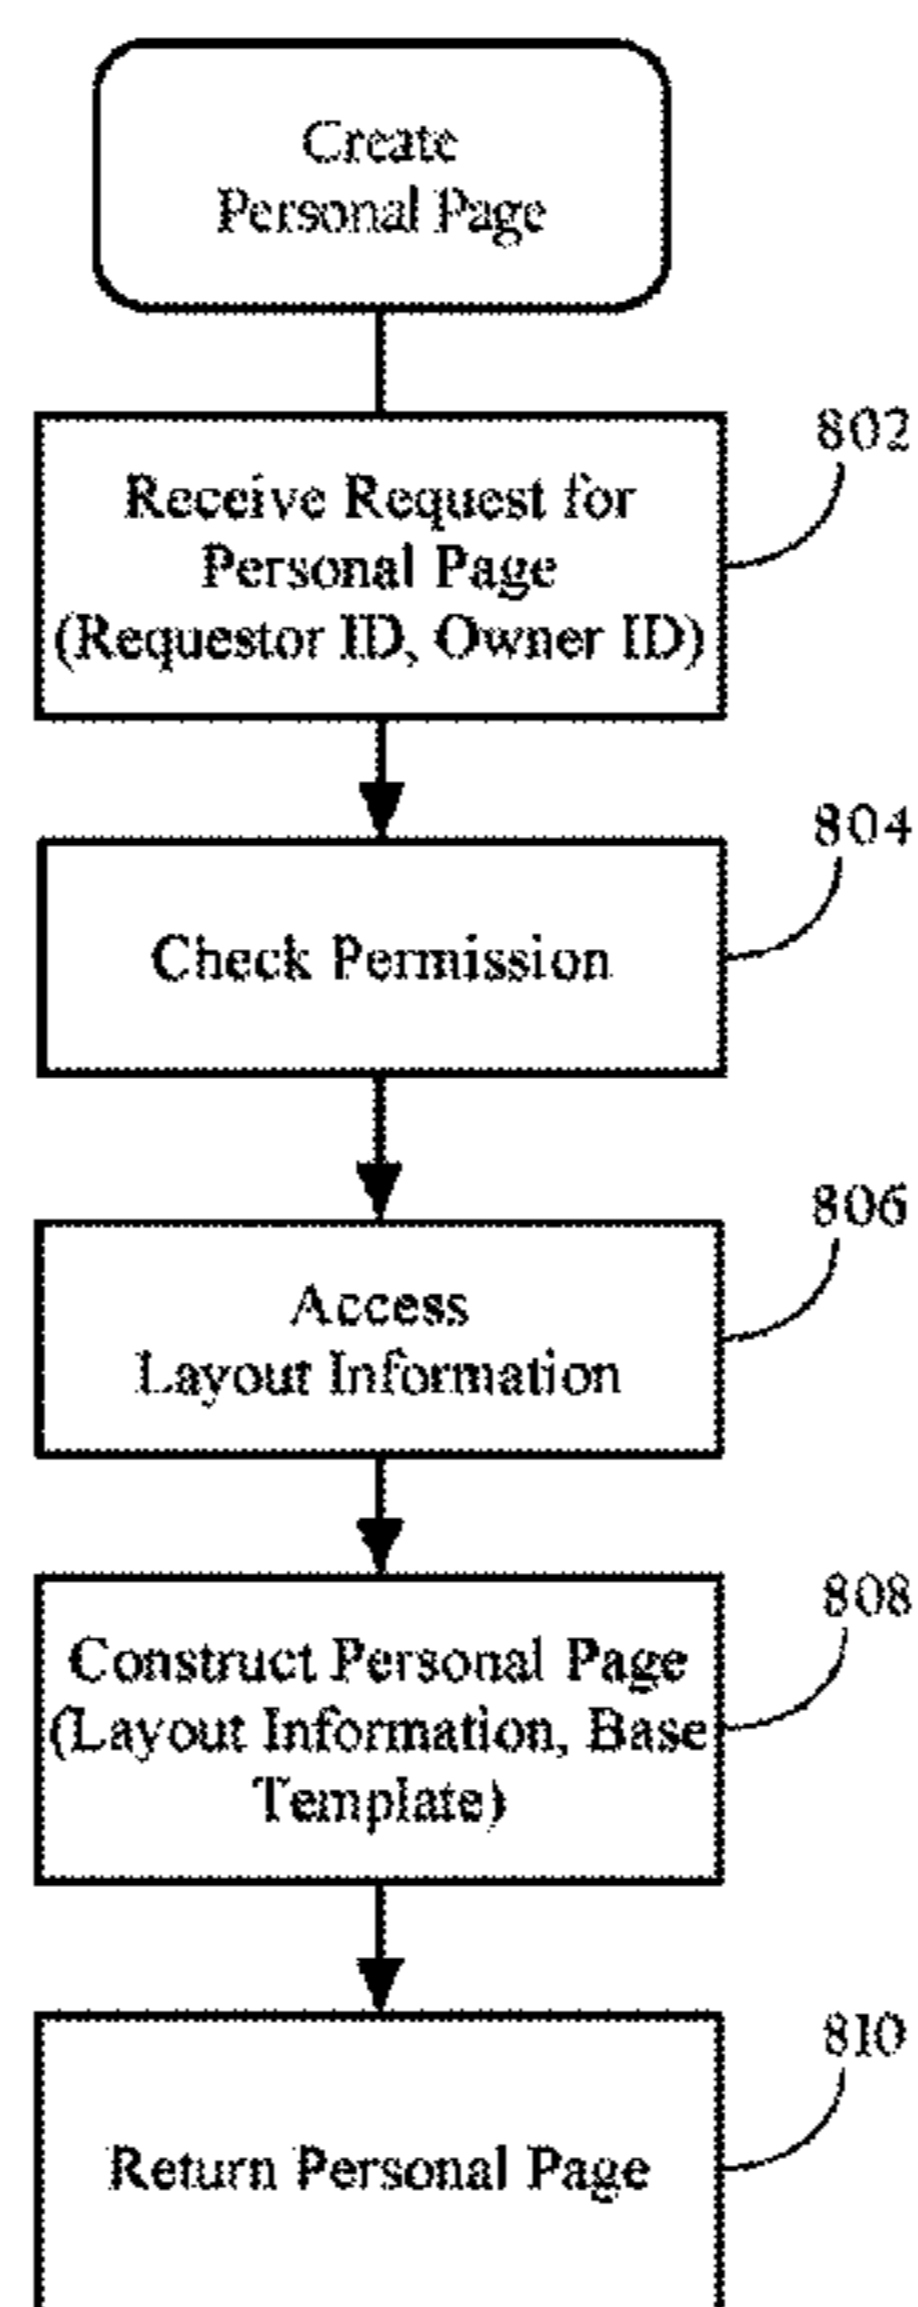 Create
Personal Page
802
Receive Request for
Personal Page
(Requestor ID, Owner ID)
804
Check Permission
806
Access
Layout Information
808
Construct Personal Page
(Layout Information, Base
Template)
810
Return Personal Page